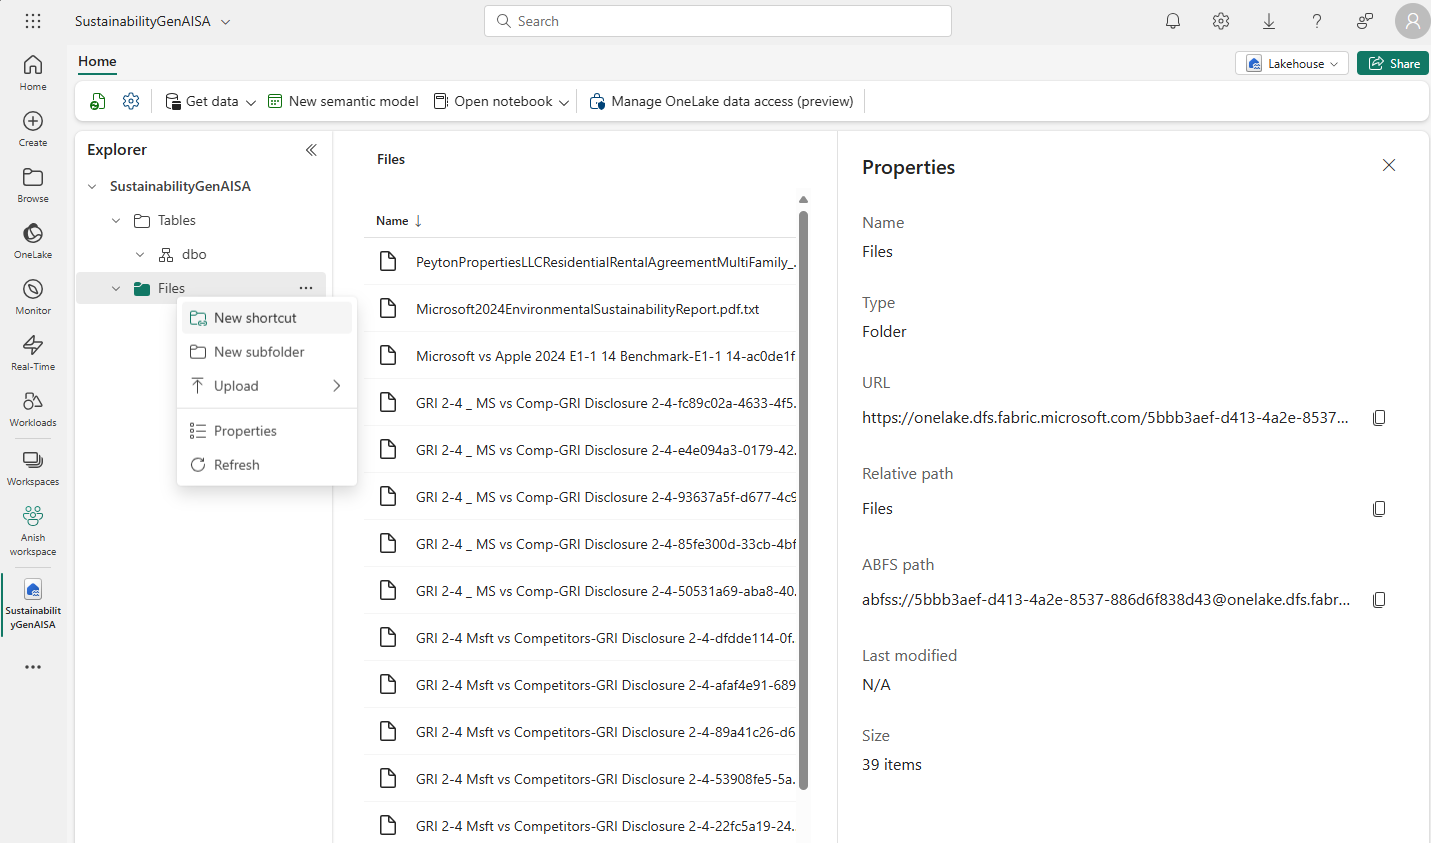 SustainabilityGenAISA
Search
Home
Create
Browse
OneLake
Monitor
Real-Time
Workloads
Workspaces
Anish
workspace
Sustainabilit
yGenAISA
Home
Lakehouse
Share
Get data
New semantic model
Open notebook
Manage OneLake data access (preview)
Explorer
SustainabilityGenAISA
Tables
dbo
Files
New shortcut
New subfolder
Upload
Properties
Refresh
Files
Name
PeytonPropertiesLLCResidentialRentalAgreementMultiFamily_...
Microsoft2024EnvironmentalSustainabilityReport.pdf.txt
Microsoft vs Apple 2024 E1-1 14 Benchmark-E1-1 14-ac0de1f
GRI 2-4 _ MS vs Comp-GRI Disclosure 2-4-fc89c02a-4633-4f5...
GRI 2-4 _ MS vs Comp-GRI Disclosure 2-4-e4e094a3-0179-42...
GRI 2-4 _ MS vs Comp-GRI Disclosure 2-4-93637a5f-d677-4c9
GRI 2-4 _ MS vs Comp-GRI Disclosure 2-4-85fe300d-33cb-4bf
GRI 2-4 _ MS vs Comp-GRI Disclosure 2-4-50531a69-aba8-40...
GRI 2-4 Msft vs Competitors-GRI Disclosure 2-4-dfdde114-0f...
GRI 2-4 Msft vs Competitors-GRI Disclosure 2-4-afaf4e91-689
GRI 2-4 Msft vs Competitors-GRI Disclosure 2-4-89a41c26-d6
GRI 2-4 Msft vs Competitors-GRI Disclosure 2-4-53908fe5-5a...
GRI 2-4 Msft vs Competitors-GRI Disclosure 2-4-22fc5a19-24...
Properties
Name
Files
Type
Folder
URL
https://onelake.dfs.fabric.microsoft.com/5bbb3aef-d413-4a2e-8537...
Relative path
Files
ABFS path
abfss://5bbb3aef-d413-4a2e-8537-886d6f838d43@onelake.dfs.fabr...
Last modified
N/A
Size
39 items